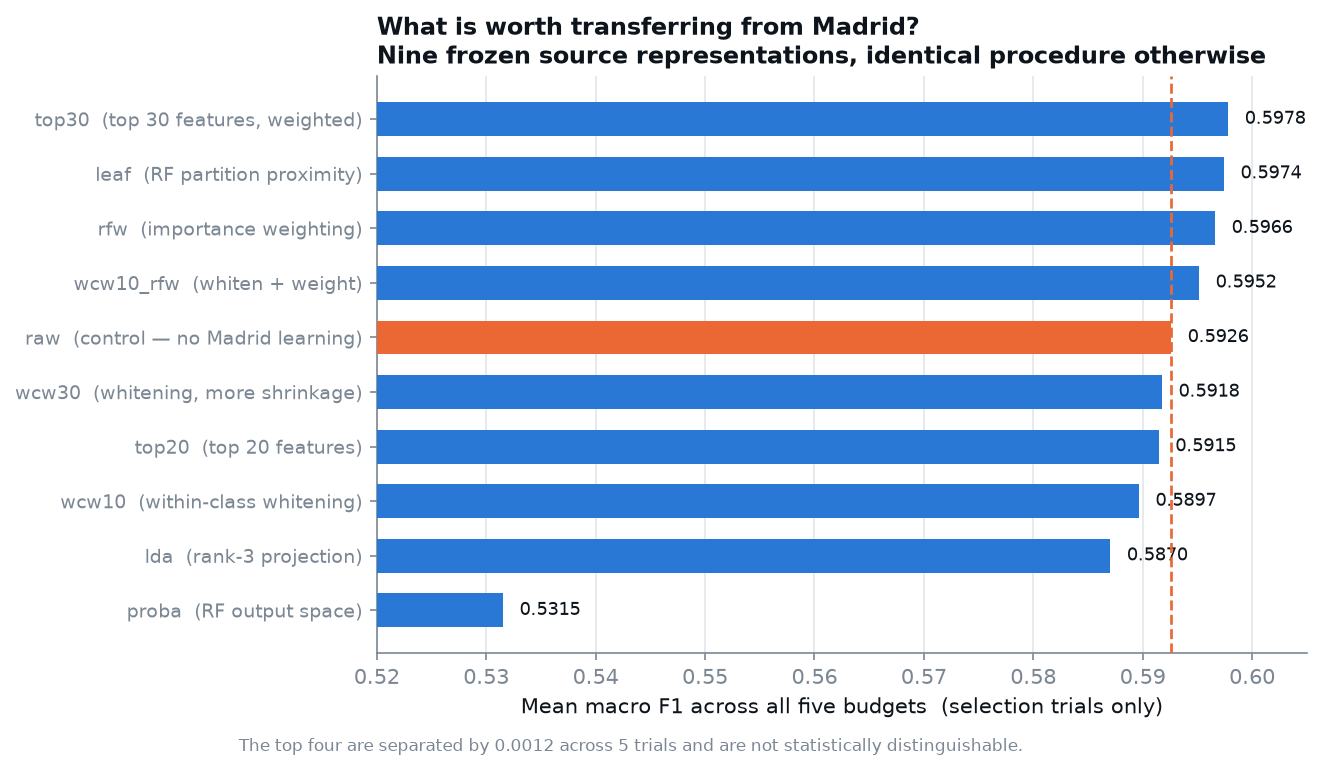 What is worth transferring from Madrid?
Nine frozen source representations, identical procedure otherwise
top30 (top 30 features, weighted) 0.5978
leaf (RF partition proximity) 0.5974
rfw (importance weighting) 0.5966
wcw10_rfw (whiten + weight) 0.5952
raw (control — no Madrid learning) 0.5926
wcw30 (whitening, more shrinkage) 0.5918
top20 (top 20 features) 0.5915
wcw10 (within-class whitening) 0.5897
lda (rank-3 projection) 0.5870
proba (RF output space) 0.5315
0.52 0.53 0.54 0.55 0.56 0.57 0.58 0.59 0.60
Mean macro F1 across all five budgets (selection trials only)
The top four are separated by 0.0012 across 5 trials and are not statistically distinguishable.